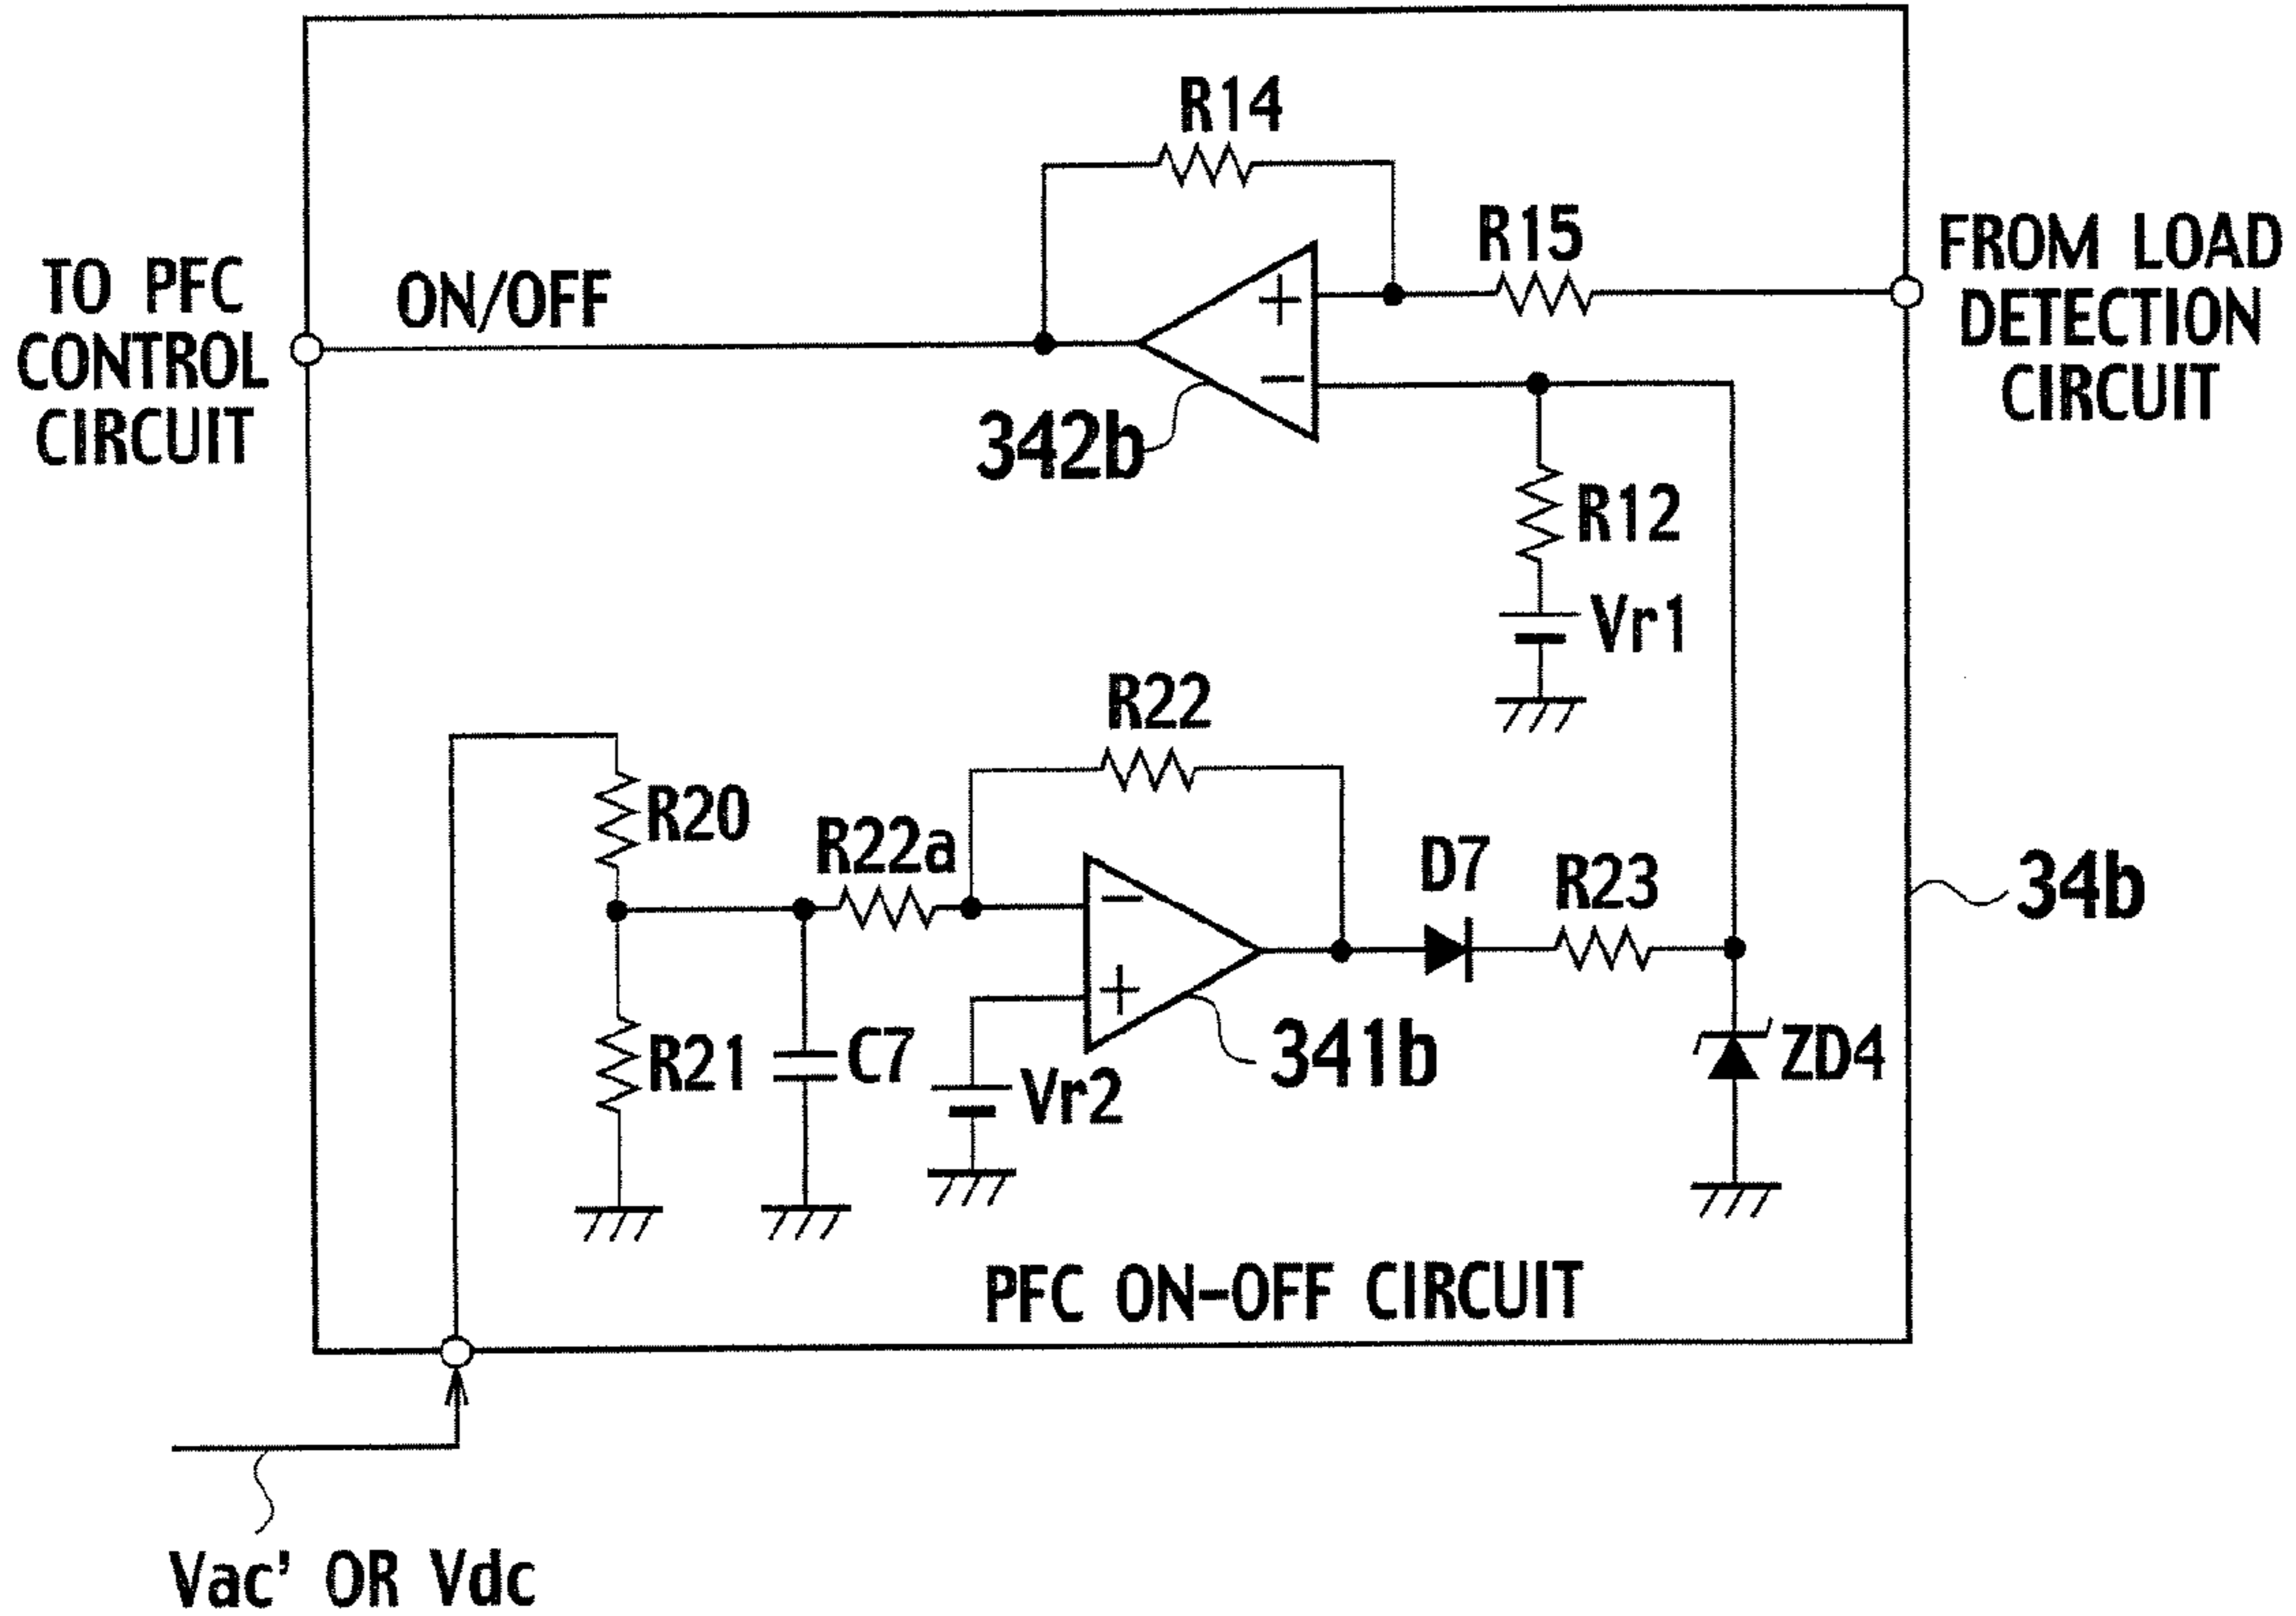 R14
R15
TO PFC
CONTROL
CIRCUIT
ON/OFF
FROM LOAD
DETECTION
CIRCUIT
+
−
342b
R12
Vr1
R22
R20
R22a
D7
R23
34b
−
+
R21
C7
Vr2
341b
ZD4
PFC ON-OFF CIRCUIT
Vac' OR Vdc